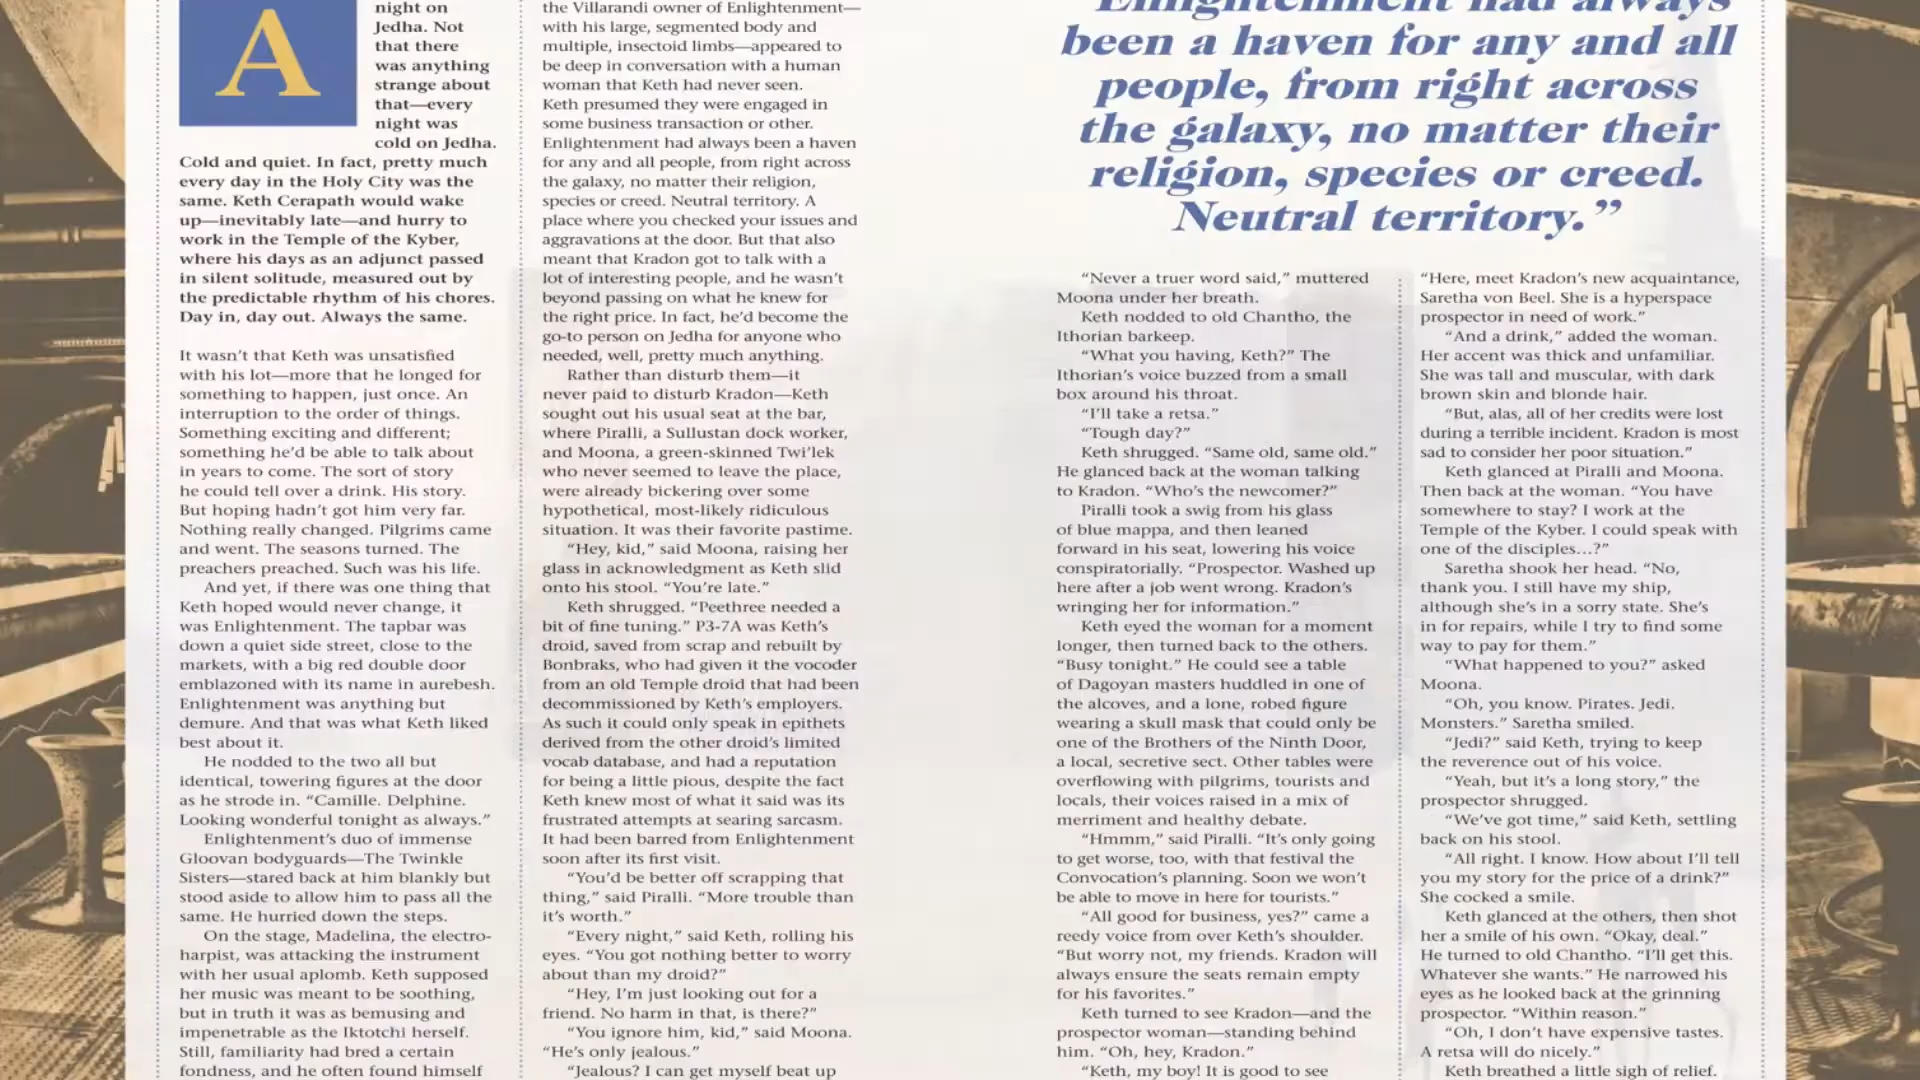 A
night on
Jedha. Not
that there
was anything
strange about
that—every
night was
cold on Jedha.
Cold and quiet. In fact, pretty much
every day in the Holy City was the
same. Keth Cerapath would wake
up—inevitably late—and hurry to
work in the Temple of the Kyber,
where his days as an adjunct passed
in silent solitude, measured out by
the predictable rhythm of his chores.
Day in, day out. Always the same.
It wasn't that Keth was unsatisfied
with his lot—more that he longed for
something to happen, just once. An
interruption to the order of things.
Something exciting and different;
something he'd be able to talk about
in years to come. The sort of story
he could tell over a drink. His story.
But hoping hadn't got him very far.
Nothing really changed. Pilgrims came
and went. The seasons turned. The
preachers preached. Such was his life.
And yet, if there was one thing that
Keth hoped would never change, it
was Enlightenment. The tapbar was
down a quiet side street, close to the
markets, with a big red double door
emblazoned with its name in aurebesh.
Enlightenment was anything but
demure. And that was what Keth liked
best about it.
He nodded to the two all but
identical, towering figures at the door
as he strode in. “Camille. Delphine.
Looking wonderful tonight as always.”
Enlightenment's duo of immense
Gloovan bodyguards—The Twinkle
Sisters—stared back at him blankly but
stood aside to allow him to pass all the
same. He hurried down the steps.
On the stage, Madelina, the electro-
harpist, was attacking the instrument
with her usual aplomb. Keth supposed
her music was meant to be soothing,
but in truth it was as bemusing and
impenetrable as the Iktotchi herself.
Still, familiarity had bred a certain
fondness, and he often found himself
the Villarandi owner of Enlightenment—
with his large, segmented body and
multiple, insectoid limbs—appeared to
be deep in conversation with a human
woman that Keth had never seen.
Keth presumed they were engaged in
some business transaction or other.
Enlightenment had always been a haven
for any and all people, from right across
the galaxy, no matter their religion,
species or creed. Neutral territory. A
place where you checked your issues and
aggravations at the door. But that also
meant that Kradon got to talk with a
lot of interesting people, and he wasn't
beyond passing on what he knew for
the right price. In fact, he'd become the
go-to person on Jedha for anyone who
needed, well, pretty much anything.
Rather than disturb them—it
never paid to disturb Kradon—Keth
sought out his usual seat at the bar,
where Piralli, a Sullustan dock worker,
and Moona, a green-skinned Twi'lek
who never seemed to leave the place,
were already bickering over some
hypothetical, most-likely ridiculous
situation. It was their favorite pastime.
“Hey, kid,” said Moona, raising her
glass in acknowledgment as Keth slid
onto his stool. “You're late.”
Keth shrugged. “Peethree needed a
bit of fine tuning.” P3-7A was Keth's
droid, saved from scrap and rebuilt by
Bonbraks, who had given it the vocoder
from an old Temple droid that had been
decommissioned by Keth's employers.
As such it could only speak in epithets
derived from the other droid's limited
vocab database, and had a reputation
for being a little pious, despite the fact
Keth knew most of what it said was its
frustrated attempts at searing sarcasm.
It had been barred from Enlightenment
soon after its first visit.
“You'd be better off scrapping that
thing,” said Piralli. “More trouble than
it's worth.”
“Every night,” said Keth, rolling his
eyes. “You got nothing better to worry
about than my droid?”
“Hey, I'm just looking out for a
friend. No harm in that, is there?”
“You ignore him, kid,” said Moona.
“He's only jealous.”
“Jealous? I can get myself beat up
Enlightenment had always
been a haven for any and all
people, from right across
the galaxy, no matter their
religion, species or creed.
Neutral territory.”
“Never a truer word said,” muttered
Moona under her breath.
Keth nodded to old Chantho, the
Ithorian barkeep.
“What you having, Keth?” The
Ithorian's voice buzzed from a small
box around his throat.
“I'll take a retsa.”
“Tough day?”
Keth shrugged. “Same old, same old.”
He glanced back at the woman talking
to Kradon. “Who's the newcomer?”
Piralli took a swig from his glass
of blue mappa, and then leaned
forward in his seat, lowering his voice
conspiratorially. “Prospector. Washed up
here after a job went wrong. Kradon's
wringing her for information.”
Keth eyed the woman for a moment
longer, then turned back to the others.
“Busy tonight.” He could see a table
of Dagoyan masters huddled in one of
the alcoves, and a lone, robed figure
wearing a skull mask that could only be
one of the Brothers of the Ninth Door,
a local, secretive sect. Other tables were
overflowing with pilgrims, tourists and
locals, their voices raised in a mix of
merriment and healthy debate.
“Hmmm,” said Piralli. “It's only going
to get worse, too, with that festival the
Convocation's planning. Soon we won't
be able to move in here for tourists.”
“All good for business, yes?” came a
reedy voice from over Keth's shoulder.
“But worry not, my friends. Kradon will
always ensure the seats remain empty
for his favorites.”
Keth turned to see Kradon—and the
prospector woman—standing behind
him. “Oh, hey, Kradon.”
“Keth, my boy! It is good to see
“Here, meet Kradon's new acquaintance,
Saretha von Beel. She is a hyperspace
prospector in need of work.”
“And a drink,” added the woman.
Her accent was thick and unfamiliar.
She was tall and muscular, with dark
brown skin and blonde hair.
“But, alas, all of her credits were lost
during a terrible incident. Kradon is most
sad to consider her poor situation.”
Keth glanced at Piralli and Moona.
Then back at the woman. “You have
somewhere to stay? I work at the
Temple of the Kyber. I could speak with
one of the disciples...?”
Saretha shook her head. “No,
thank you. I still have my ship,
although she's in a sorry state. She's
in for repairs, while I try to find some
way to pay for them.”
“What happened to you?” asked
Moona.
“Oh, you know. Pirates. Jedi.
Monsters.” Saretha smiled.
“Jedi?” said Keth, trying to keep
the reverence out of his voice.
“Yeah, but it's a long story,” the
prospector shrugged.
“We've got time,” said Keth, settling
back on his stool.
“All right. I know. How about I'll tell
you my story for the price of a drink?”
She cocked a smile.
Keth glanced at the others, then shot
her a smile of his own. “Okay, deal.”
He turned to old Chantho. “I'll get this.
Whatever she wants.” He narrowed his
eyes as he looked back at the grinning
prospector. “Within reason.”
“Oh, I don't have expensive tastes.
A retsa will do nicely.”
Keth breathed a little sigh of relief.